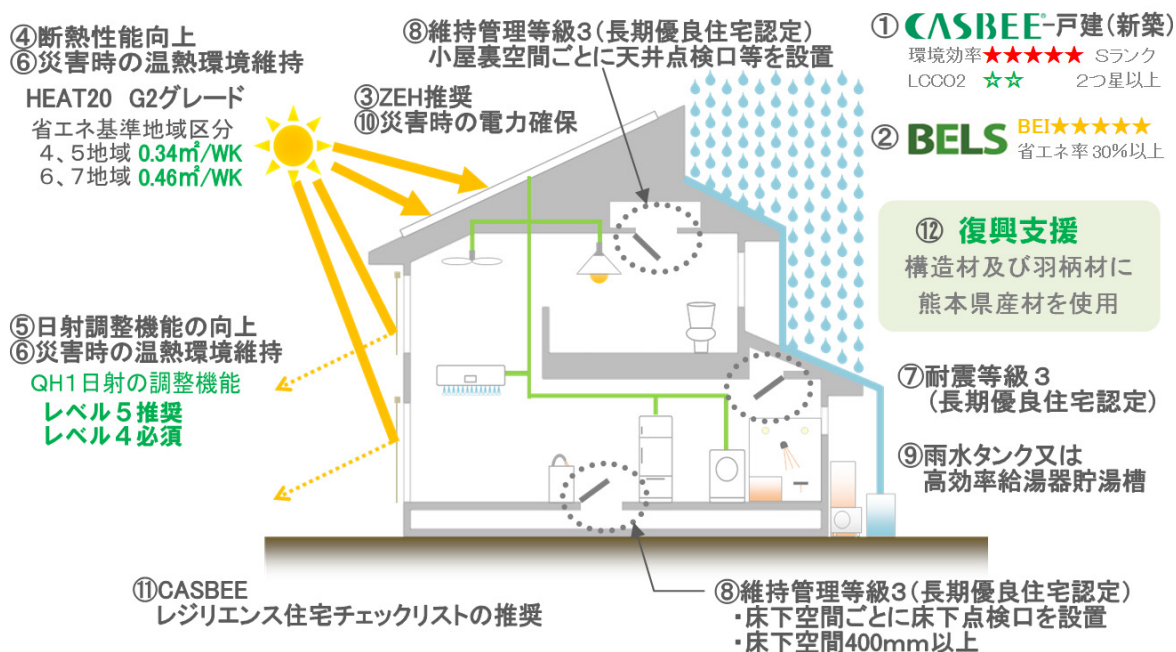 ④断熱性能向上
⑥災害時の温熱環境維持
HEAT20 G2グレード
省エネ基準地域区分
4、5地域 0.34㎡/WK
6、7地域 0.46㎡/WK
⑧維持管理等級3(長期優良住宅認定)
小屋裏空間ごとに天井点検口等を設置
③ZEH推奨
⑩災害時の電力確保
① CASBEE®-戸建(新築)
環境効率★★★★★ Sランク
LCCO2 ☆☆ 2つ星以上
② BELS BEI★★★★★
省エネ率30%以上
⑫ 復興支援
構造材及び羽柄材に
熊本県産材を使用
⑤日射調整機能の向上
⑥災害時の温熱環境維持
QH1日射の調整機能
レベル5推奨
レベル4必須
⑦耐震等級3
(長期優良住宅認定)
⑨雨水タンク又は
高効率給湯器貯湯槽
⑪CASBEE
レジリエンス住宅チェックリストの推奨
⑧維持管理等級3(長期優良住宅認定)
・床下空間ごとに床下点検口を設置
・床下空間400mm以上